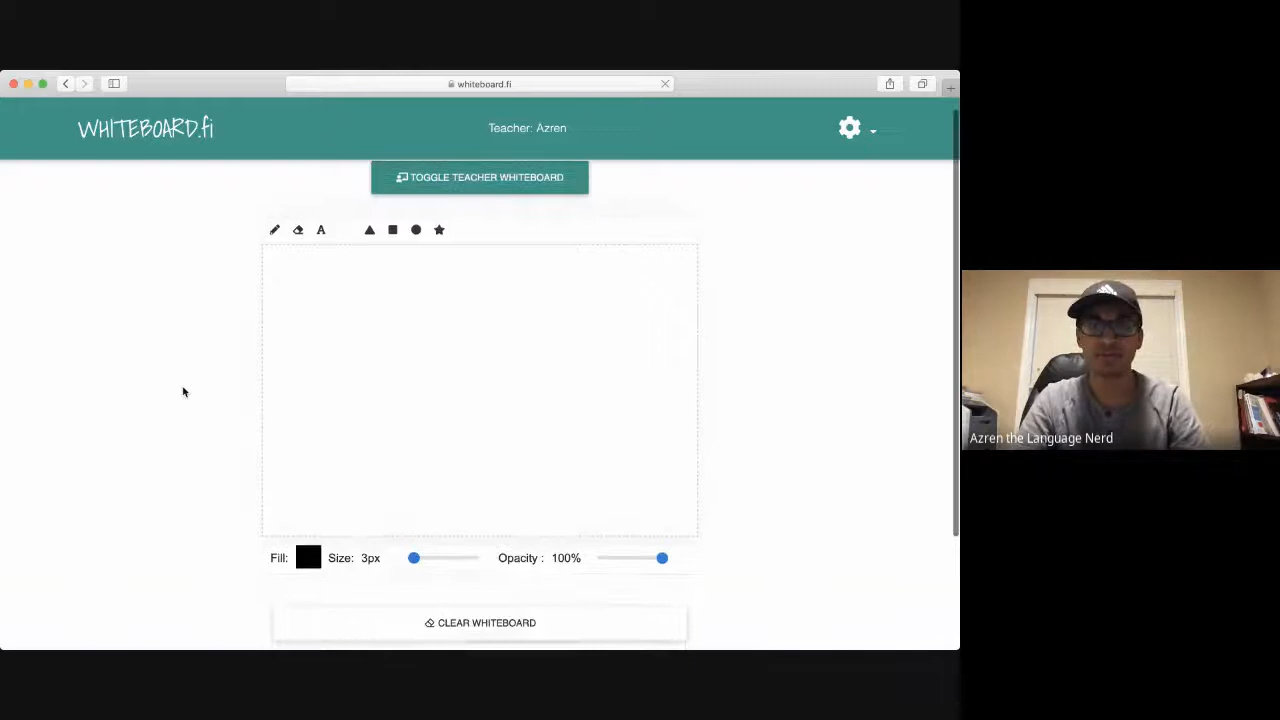 whiteboard.fi
WHITEBOARD.fi
Teacher: Azren
TOGGLE TEACHER WHITEBOARD
A
Fill:
Size: 3px
Opacity : 100%
CLEAR WHITEBOARD
Azren the Language Nerd